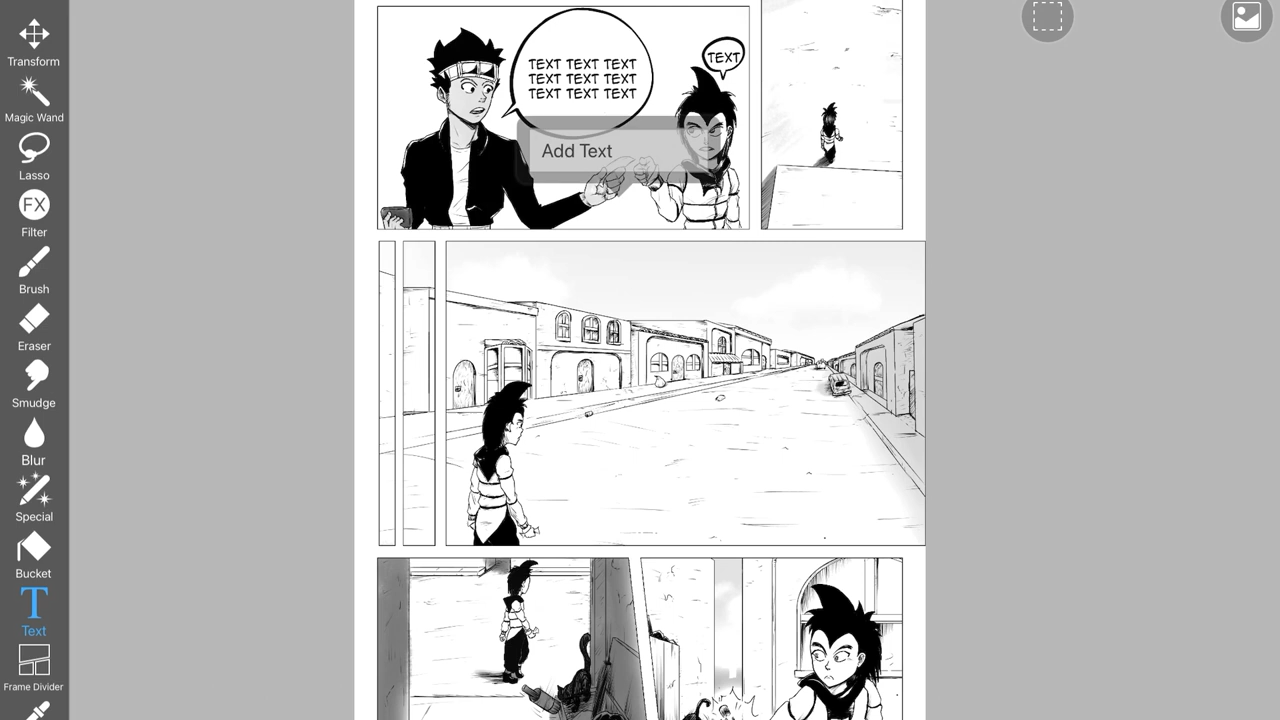 Transform
Magic Wand
Lasso
FX
Filter
Brush
Eraser
Smudge
Blur
Special
Bucket
T
Text
Frame Divider
TEXT TEXT TEXT
TEXT TEXT TEXT
TEXT TEXT TEXT
TEXT
Add Text